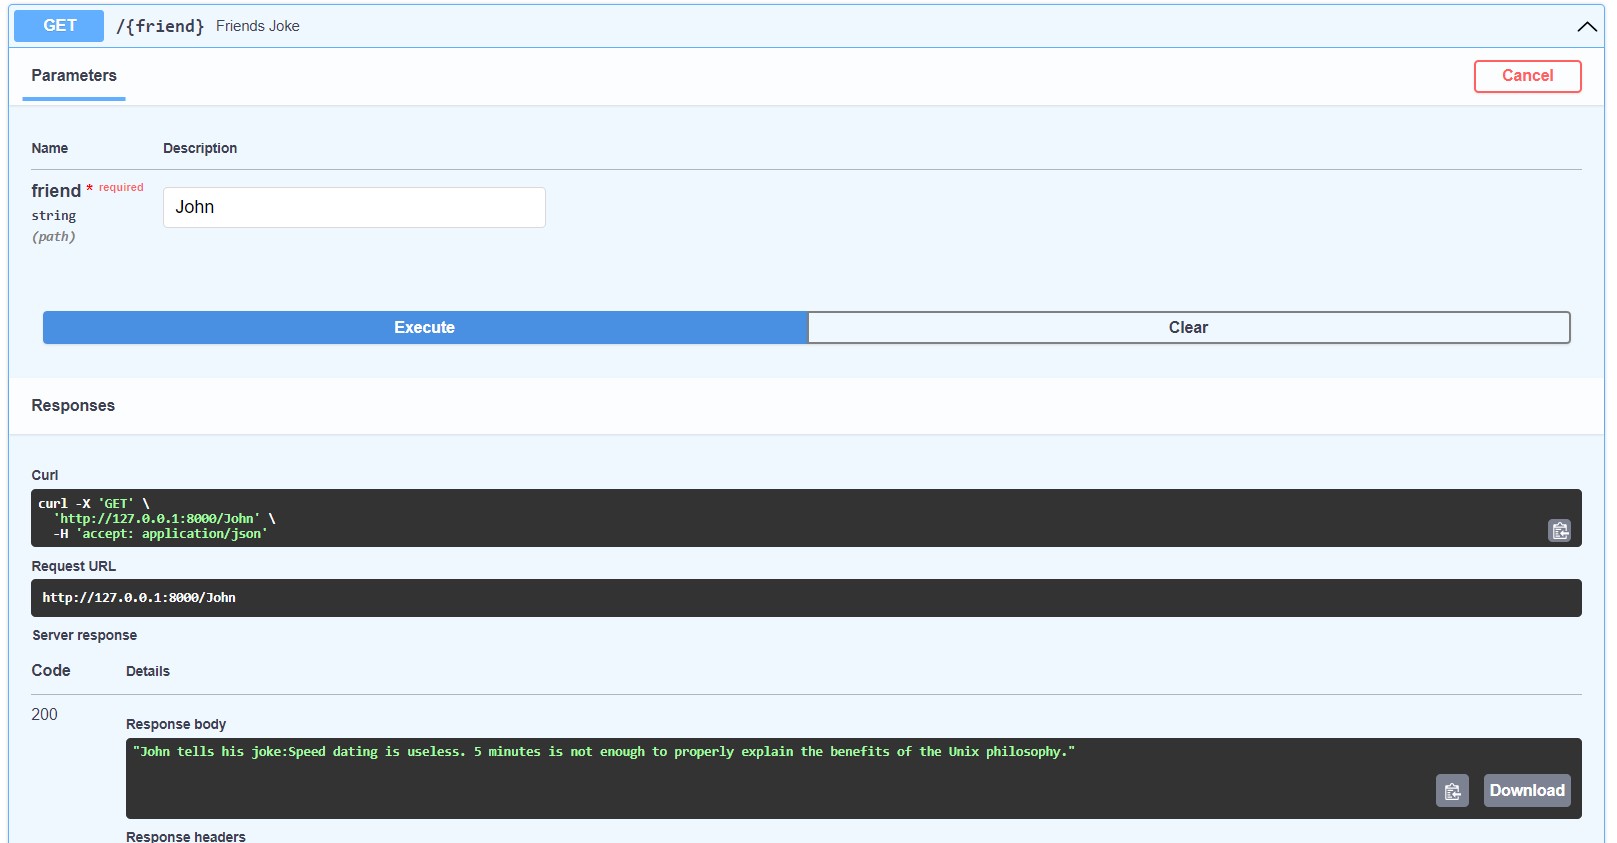 GET /{friend} Friends Joke
Parameters
Cancel
Name Description
friend * required
string
(path)
John
Execute Clear
Responses
Curl
curl -X 'GET' \
'http://127.0.0.1:8000/John' \
-H 'accept: application/json'
Request URL
http://127.0.0.1:8000/John
Server response
Code Details
200
Response body
"John tells his joke:Speed dating is useless. 5 minutes is not enough to properly explain the benefits of the Unix philosophy."
Download
Response headers